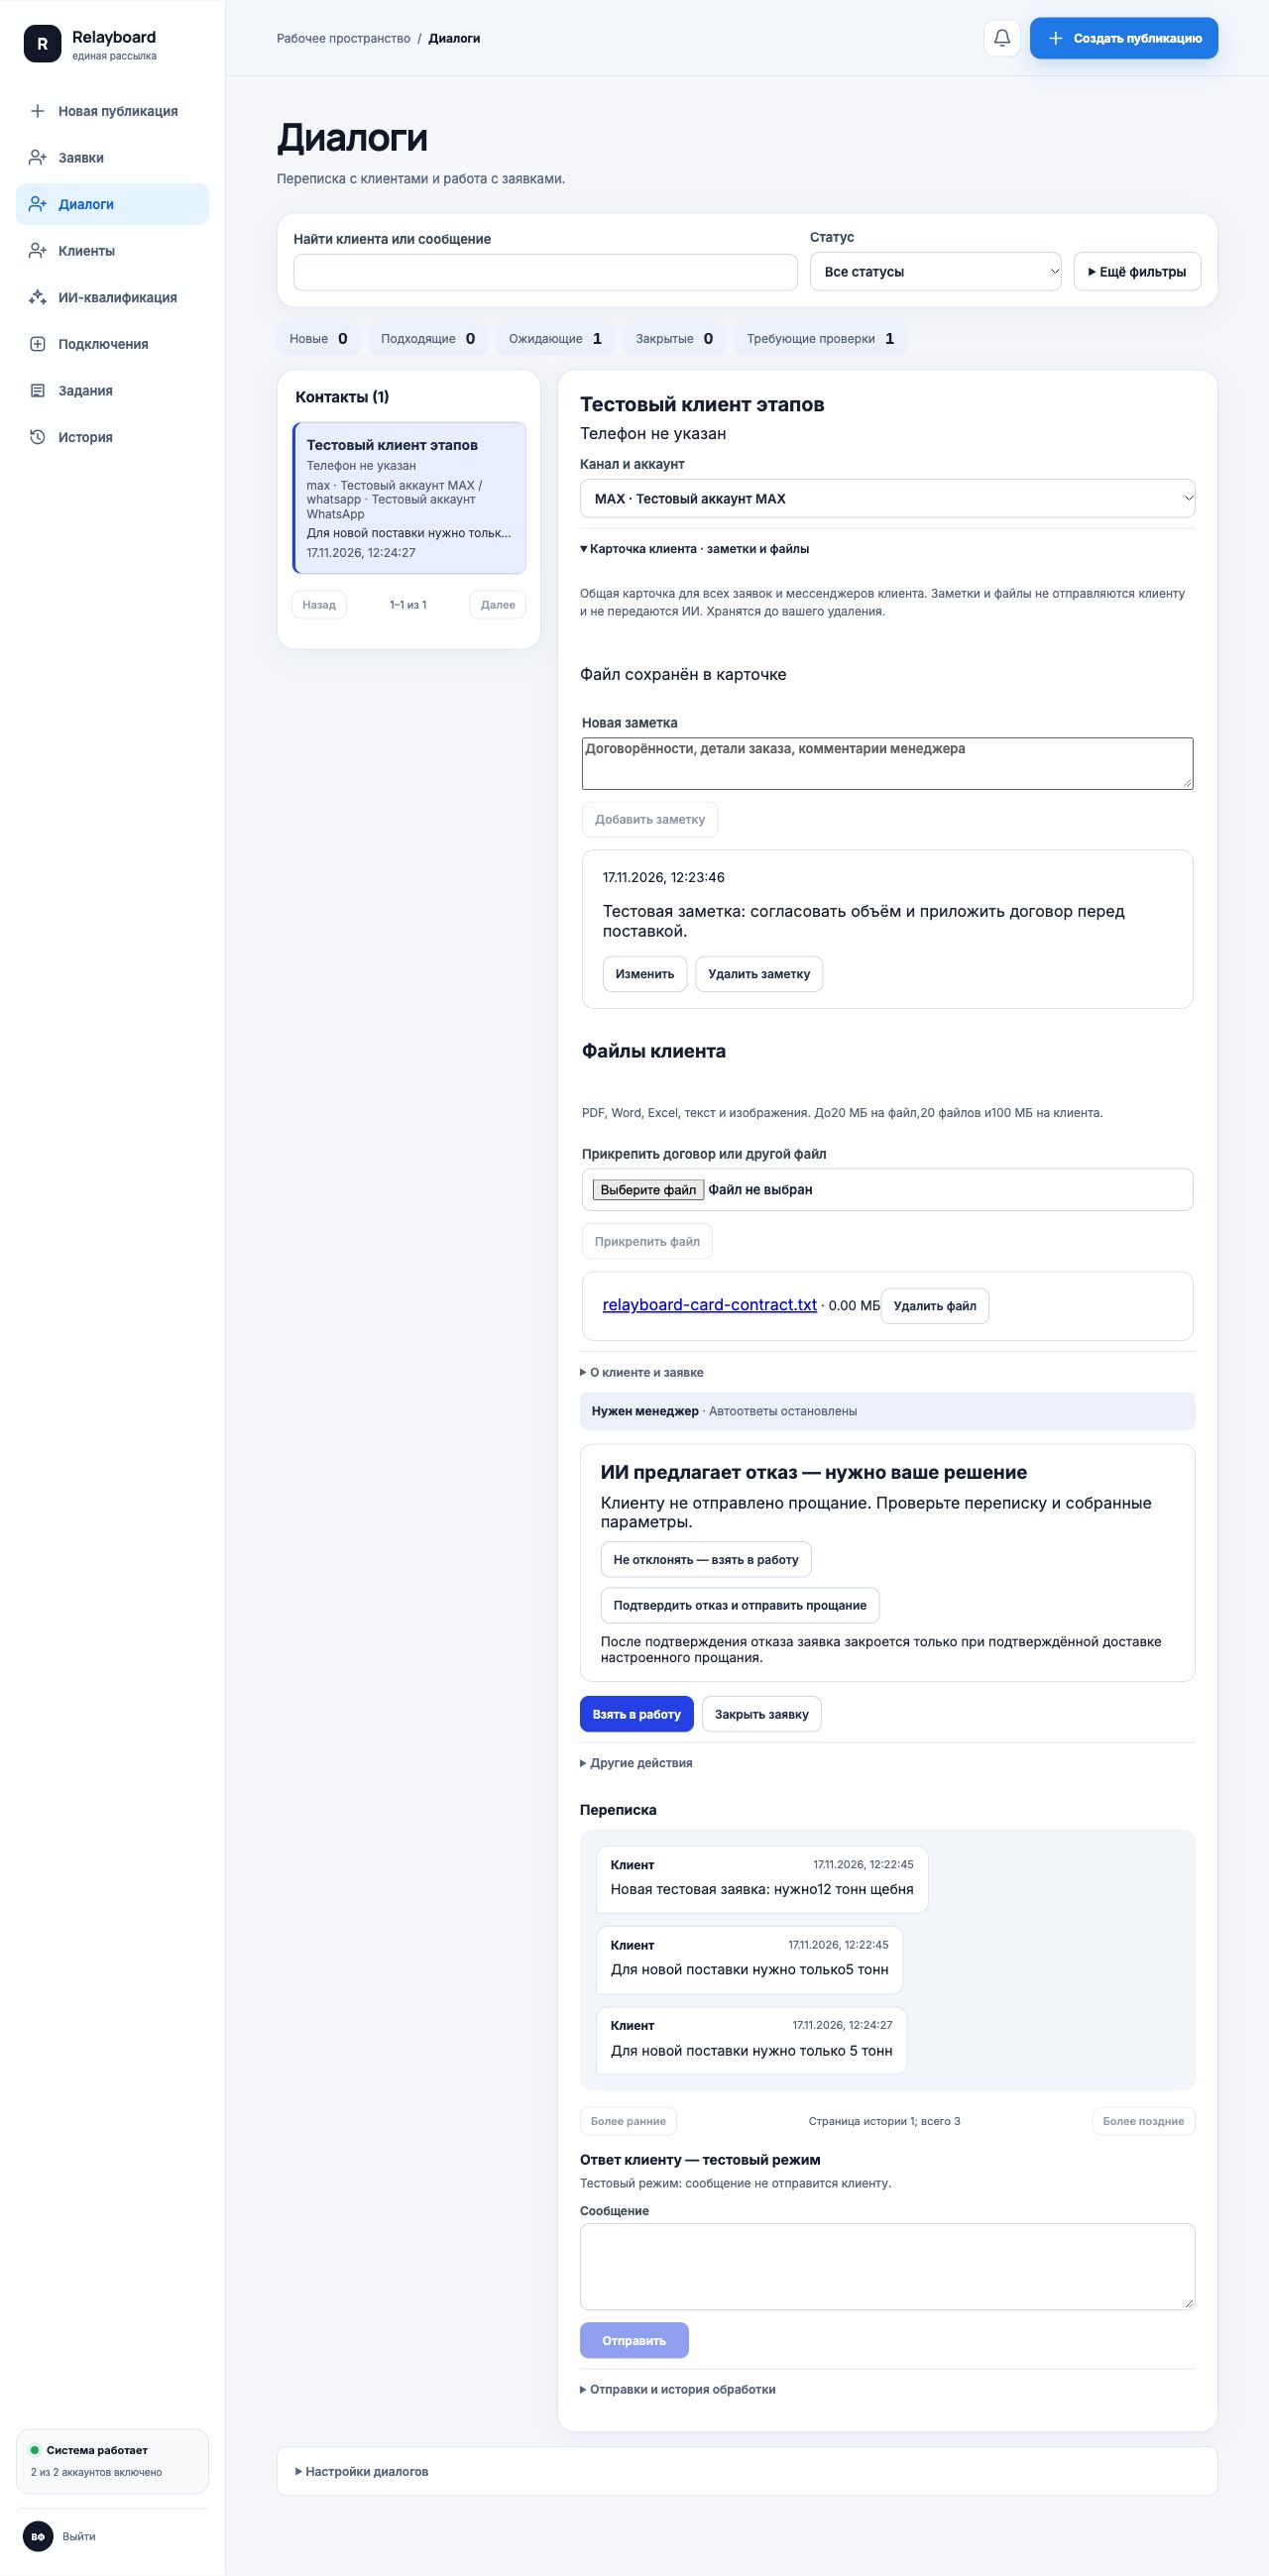 R
Relayboard
единая рассылка
Новая публикация
Заявки
Диалоги
Клиенты
ИИ-квалификация
Подключения
Задания
История
Система работает
2 из 2 аккаунтов включено
ВФ
Выйти
Рабочее пространство / Диалоги
Создать публикацию
Диалоги
Переписка с клиентами и работа с заявками.
Найти клиента или сообщение
Статус
Все статусы
Ещё фильтры
Новые 0
Подходящие 0
Ожидающие 1
Закрытые 0
Требующие проверки 1
Контакты (1)
Тестовый клиент этапов
Телефон не указан
max · Тестовый аккаунт MAX /
whatsapp · Тестовый аккаунт
WhatsApp
Для новой поставки нужно тольк...
17.11.2026, 12:24:27
Назад
1–1 из 1
Далее
Тестовый клиент этапов
Телефон не указан
Канал и аккаунт
MAX · Тестовый аккаунт MAX
Карточка клиента · заметки и файлы
Общая карточка для всех заявок и мессенджеров клиента. Заметки и файлы не отправляются клиенту
и не передаются ИИ. Хранятся до вашего удаления.
Файл сохранён в карточке
Новая заметка
Договорённости, детали заказа, комментарии менеджера
Добавить заметку
17.11.2026, 12:23:46
Тестовая заметка: согласовать объём и приложить договор перед
поставкой.
Изменить
Удалить заметку
Файлы клиента
PDF, Word, Excel, текст и изображения. До20 МБ на файл,20 файлов и100 МБ на клиента.
Прикрепить договор или другой файл
Выберите файл Файл не выбран
Прикрепить файл
relayboard-card-contract.txt · 0.00 МБ
Удалить файл
О клиенте и заявке
Нужен менеджер · Автоответы остановлены
ИИ предлагает отказ — нужно ваше решение
Клиенту не отправлено прощание. Проверьте переписку и собранные
параметры.
Не отклонять — взять в работу
Подтвердить отказ и отправить прощание
После подтверждения отказа заявка закроется только при подтверждённой доставке
настроенного прощания.
Взять в работу
Закрыть заявку
Другие действия
Переписка
Клиент 17.11.2026, 12:22:45
Новая тестовая заявка: нужно12 тонн щебня
Клиент 17.11.2026, 12:22:45
Для новой поставки нужно только5 тонн
Клиент 17.11.2026, 12:24:27
Для новой поставки нужно только 5 тонн
Более ранние
Страница истории 1; всего 3
Более поздние
Ответ клиенту — тестовый режим
Тестовый режим: сообщение не отправится клиенту.
Сообщение
Отправить
Отправки и история обработки
Настройки диалогов